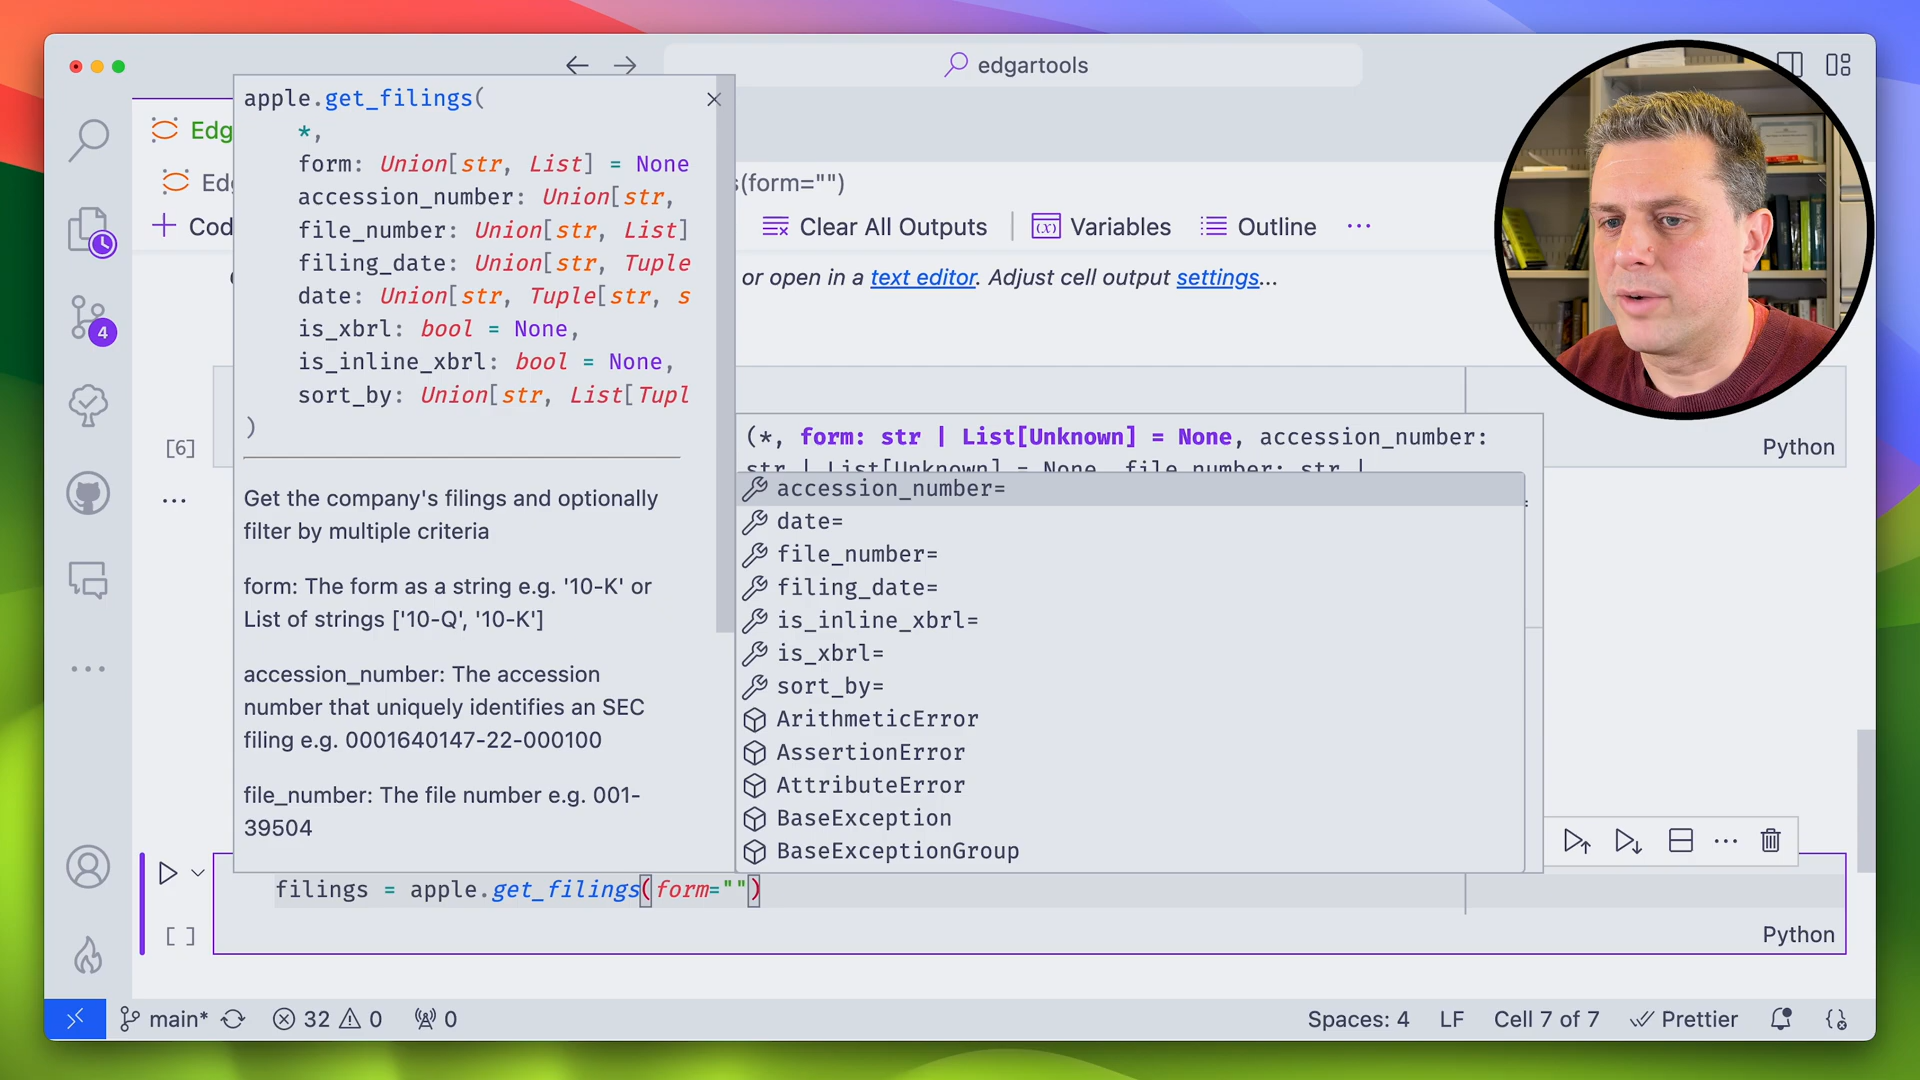 edgartools
apple.get_filings(
*,
form: Union[str, List] = None
accession_number: Union[str,
file_number: Union[str, List]
filing_date: Union[str, Tuple
date: Union[str, Tuple[str, s
is_xbrl: bool = None,
is_inline_xbrl: bool = None,
sort_by: Union[str, List[Tupl
)
Get the company's filings and optionally
filter by multiple criteria
form: The form as a string e.g. '10-K' or
List of strings ['10-Q', '10-K']
accession_number: The accession
number that uniquely identifies an SEC
filing e.g. 0001640147-22-000100
file_number: The file number e.g. 001-
39504
Edg
Ed
(form="")
+ Cod
Clear All Outputs
Variables
Outline
...
or open in a text editor. Adjust cell output settings...
4
[6]
Python
...
(*, form: str | List[Unknown] = None, accession_number:
str | List[Unknown] = None, file_number: str |
accession_number=
date=
file_number=
filing_date=
is_inline_xbrl=
is_xbrl=
sort_by=
ArithmeticError
AssertionError
AttributeError
BaseException
BaseExceptionGroup
filings = apple.get_filings(form="")
[ ]
Python
main*
32
0
0
Spaces: 4
LF
Cell 7 of 7
Prettier